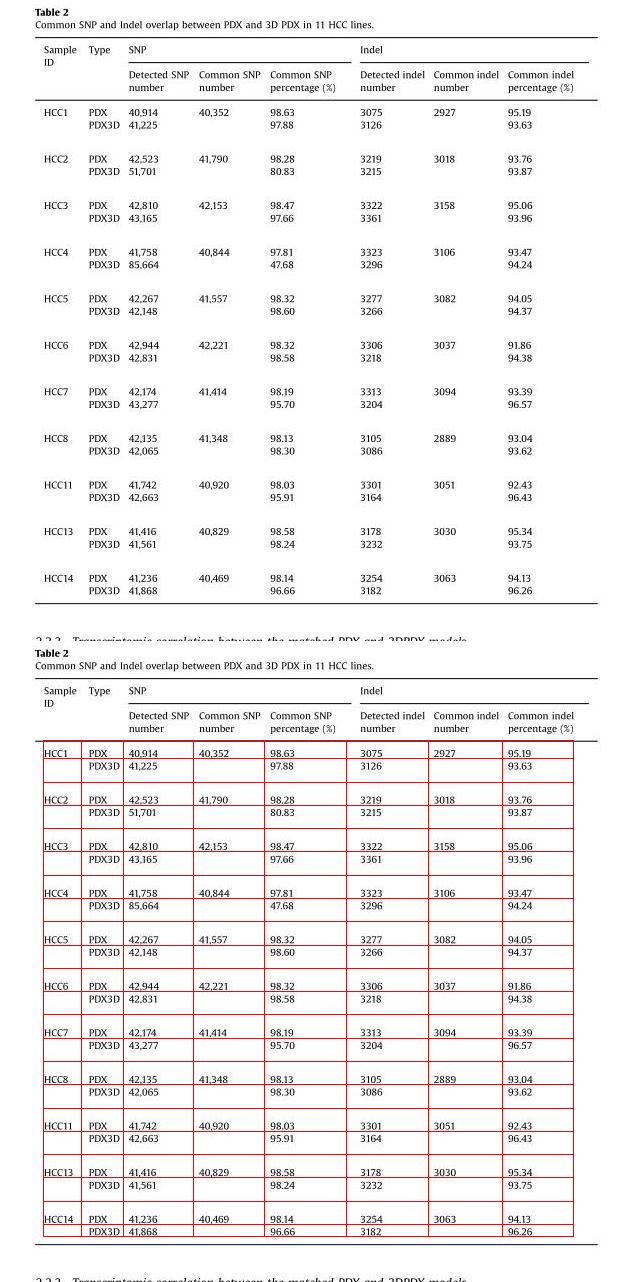 Table 2
Common SNP and Indel overlap between PDX and 3D PDX in 11 HCC lines.
Sample Type SNP Indel
ID
Detected SNP Common SNP Common SNP Detected indel Common indel Common indel
number number percentage (%) number number percentage (%)
HCC1 PDX 40,914 40,352 98.63 3075 2927 95.19
PDX3D 41,225 97.88 3126 93.63
HCC2 PDX 42,523 41,790 98.28 3219 3018 93.76
PDX3D 51,701 80.83 3215 93.87
HCC3 PDX 42,810 42,153 98.47 3322 3158 95.06
PDX3D 43,165 97.66 3361 93.96
HCC4 PDX 41,758 40,844 97.81 3323 3106 93.47
PDX3D 85,664 47.68 3296 94.24
HCC5 PDX 42,267 41,557 98.32 3277 3082 94.05
PDX3D 42,148 98.60 3266 94.37
HCC6 PDX 42,944 42,221 98.32 3306 3037 91.86
PDX3D 42,831 98.58 3218 94.38
HCC7 PDX 42,174 41,414 98.19 3313 3094 93.39
PDX3D 43,277 95.70 3204 96.57
HCC8 PDX 42,135 41,348 98.13 3105 2889 93.04
PDX3D 42,065 98.30 3086 93.62
HCC11 PDX 41,742 40,920 98.03 3301 3051 92.43
PDX3D 42,663 95.91 3164 96.43
HCC13 PDX 41,416 40,829 98.58 3178 3030 95.34
PDX3D 41,561 98.24 3232 93.75
HCC14 PDX 41,236 40,469 98.14 3254 3063 94.13
PDX3D 41,868 96.66 3182 96.26
Transcriptomic correlation between the matched PDX and 3DPDX models
Table 2
Common SNP and Indel overlap between PDX and 3D PDX in 11 HCC lines.
Sample Type SNP Indel
ID
Detected SNP Common SNP Common SNP Detected indel Common indel Common indel
number number percentage (%) number number percentage (%)
HCC1 PDX 40,914 40,352 98.63 3075 2927 95.19
PDX3D 41,225 97.88 3126 93.63
HCC2 PDX 42,523 41,790 98.28 3219 3018 93.76
PDX3D 51,701 80.83 3215 93.87
HCC3 PDX 42,810 42,153 98.47 3322 3158 95.06
PDX3D 43,165 97.66 3361 93.96
HCC4 PDX 41,758 40,844 97.81 3323 3106 93.47
PDX3D 85,664 47.68 3296 94.24
HCC5 PDX 42,267 41,557 98.32 3277 3082 94.05
PDX3D 42,148 98.60 3266 94.37
HCC6 PDX 42,944 42,221 98.32 3306 3037 91.86
PDX3D 42,831 98.58 3218 94.38
HCC7 PDX 42,174 41,414 98.19 3313 3094 93.39
PDX3D 43,277 95.70 3204 96.57
HCC8 PDX 42,135 41,348 98.13 3105 2889 93.04
PDX3D 42,065 98.30 3086 93.62
HCC11 PDX 41,742 40,920 98.03 3301 3051 92.43
PDX3D 42,663 95.91 3164 96.43
HCC13 PDX 41,416 40,829 98.58 3178 3030 95.34
PDX3D 41,561 98.24 3232 93.75
HCC14 PDX 41,236 40,469 98.14 3254 3063 94.13
PDX3D 41,868 96.66 3182 96.26
Transcriptomic correlation between the matched PDX and 3DPDX models